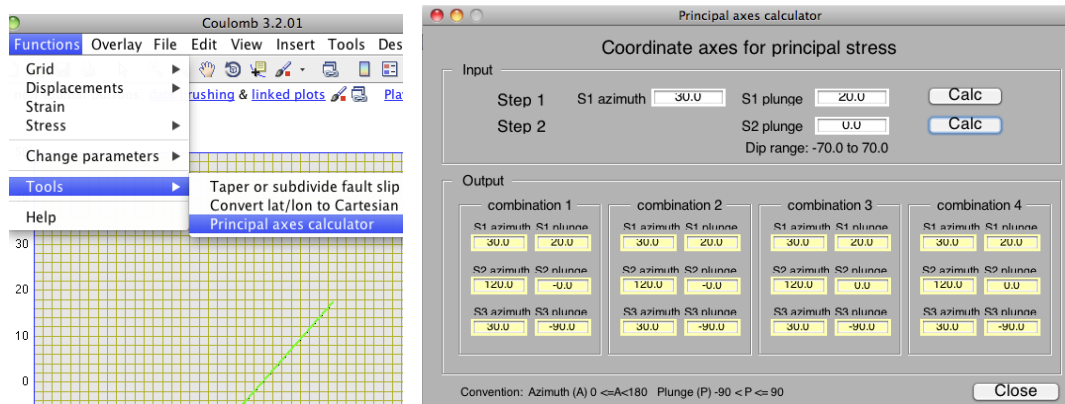 Coulomb 3.2.01
Functions Overlay File Edit View Insert Tools Des
Grid
Displacements
Strain
Stress
Change parameters
Tools
Help
rushing & linked plots Pla
Taper or subdivide fault slip
Convert lat/lon to Cartesian
Principal axes calculator
30
20
10
0
Principal axes calculator
Coordinate axes for principal stress
Input
Step 1 S1 azimuth 30.0 S1 plunge 20.0 Calc
Step 2 S2 plunge 0.0 Calc
Dip range: -70.0 to 70.0
Output
combination 1 combination 2 combination 3 combination 4
S1 azimuth S1 plunge S1 azimuth S1 plunge S1 azimuth S1 plunge S1 azimuth S1 plunge
30.0 20.0 30.0 20.0 30.0 20.0 30.0 20.0
S2 azimuth S2 plunge S2 azimuth S2 plunge S2 azimuth S2 plunge S2 azimuth S2 plunge
120.0 -0.0 120.0 -0.0 120.0 0.0 120.0 0.0
S3 azimuth S3 plunge S3 azimuth S3 plunge S3 azimuth S3 plunge S3 azimuth S3 plunge
30.0 -90.0 30.0 -90.0 30.0 -90.0 30.0 -90.0
Convention: Azimuth (A) 0 <=A<180 Plunge (P) -90 < P <= 90
Close